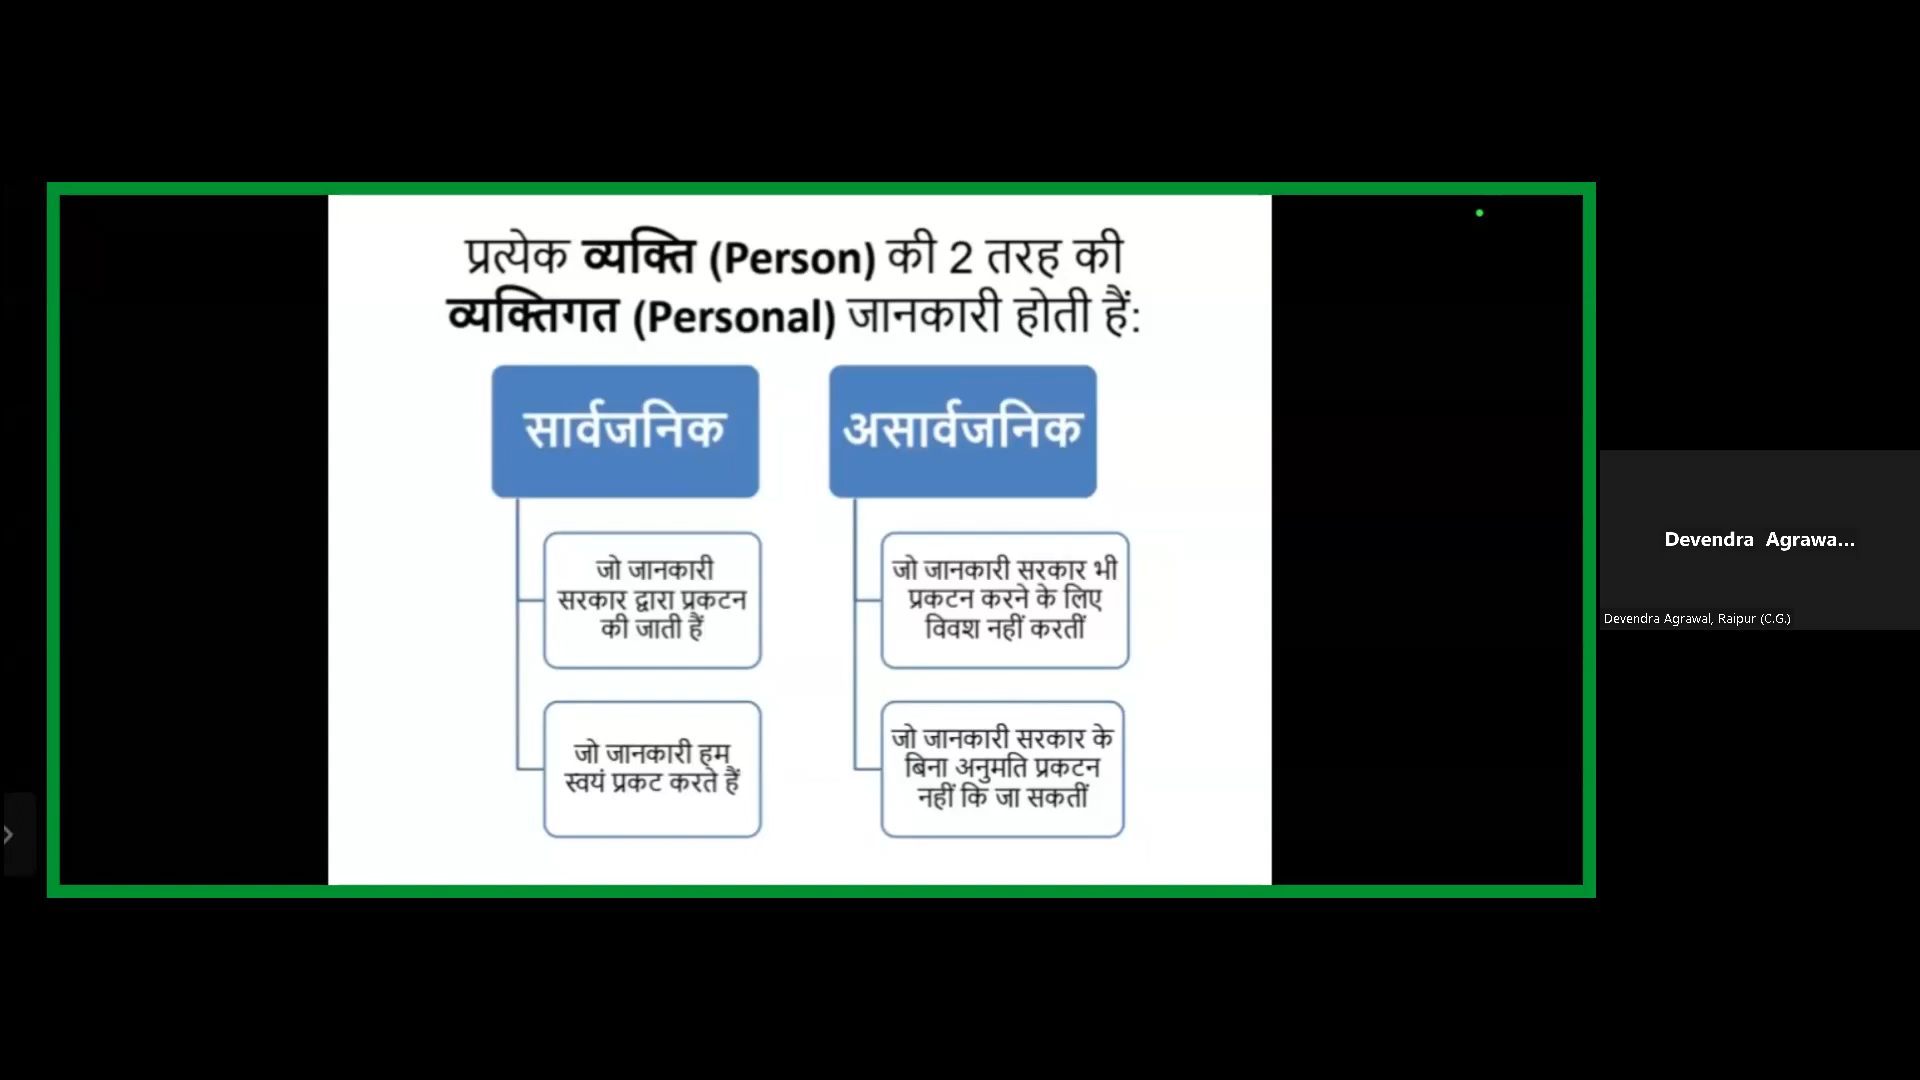 प्रत्येक व्यक्ति (Person) की 2 तरह की
व्यक्तिगत (Personal) जानकारी होती हैं:
सार्वजनिक
जो जानकारी
सरकार द्वारा प्रकटन
की जाती हैं
जो जानकारी हम
स्वयं प्रकट करते हैं
असार्वजनिक
जो जानकारी सरकार भी
प्रकटन करने के लिए
विवश नहीं करतीं
जो जानकारी सरकार के
बिना अनुमति प्रकटन
नहीं कि जा सकतीं
Devendra Agrawa...
Devendra Agrawal, Raipur (C.G.)